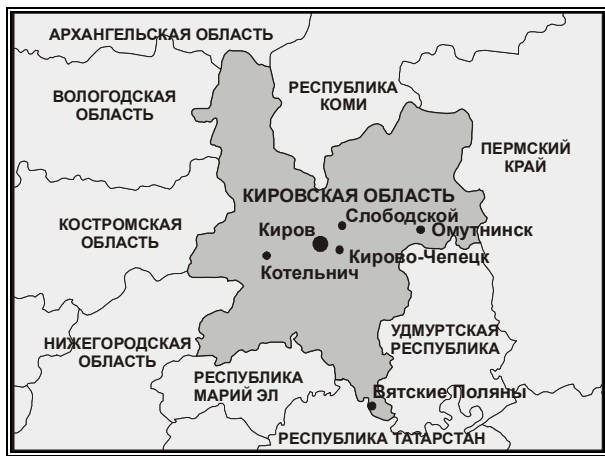 АРХАНГЕЛЬСКАЯ ОБЛАСТЬ
ВОЛОГОДСКАЯ
ОБЛАСТЬ
РЕСПУБЛИКА
КОМИ
ПЕРМСКИЙ
КРАЙ
КИРОВСКАЯ ОБЛАСТЬ
КОСТРОМСКАЯ
ОБЛАСТЬ
Слободской
Киров
Омутнинск
Кирово-Чепецк
Котельнич
НИЖЕГОРОДСКАЯ
ОБЛАСТЬ
УДМУРТСКАЯ
РЕСПУБЛИКА
РЕСПУБЛИКА
МАРИЙ ЭЛ
Вятские Поляны
РЕСПУБЛИКА ТАТАРСТАН